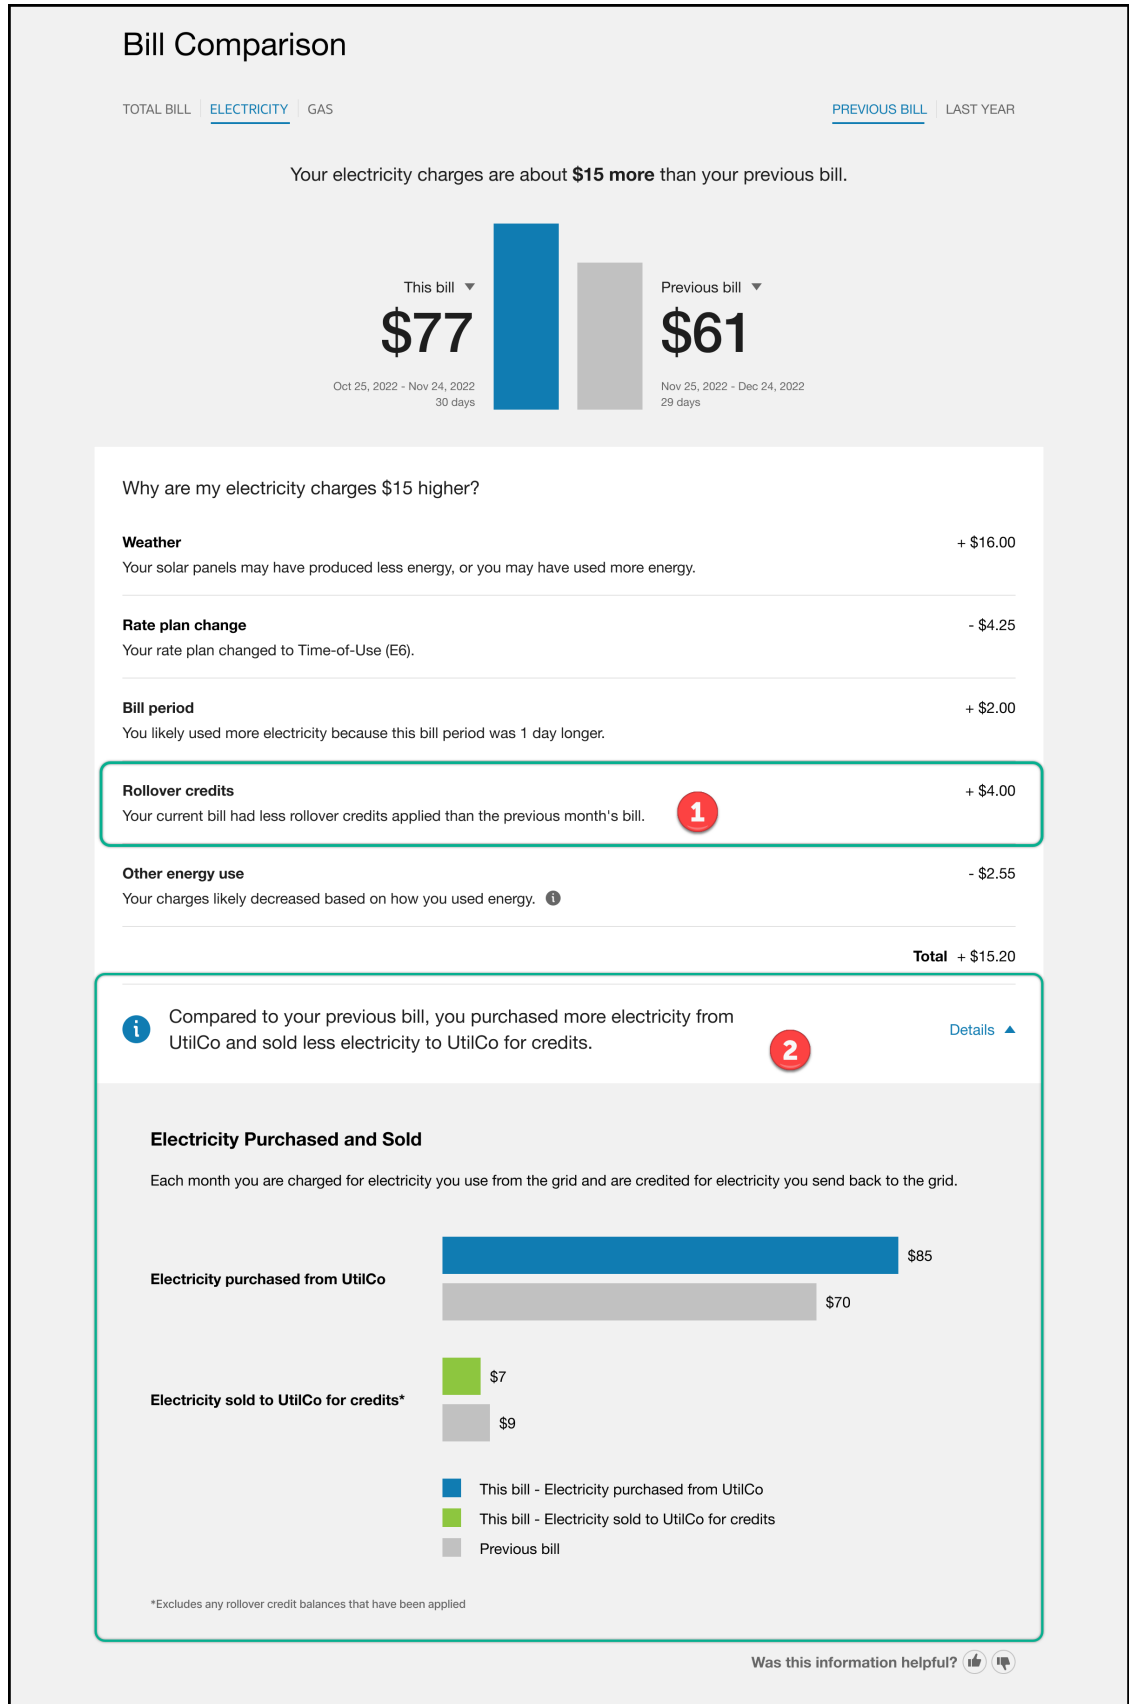 Bill Comparison
TOTAL BILL ELECTRICITY GAS PREVIOUS BILL LAST YEAR
Your electricity charges are about $15 more than your previous bill.
This bill Previous bill
$77 $61
Oct 25, 2022 - Nov 24, 2022 Nov 25, 2022 - Dec 24, 2022
30 days 29 days
Why are my electricity charges $15 higher?
Weather + $16.00
Your solar panels may have produced less energy, or you may have used more energy.
Rate plan change - $4.25
Your rate plan changed to Time-of-Use (E6).
Bill period + $2.00
You likely used more electricity because this bill period was 1 day longer.
Rollover credits + $4.00
Your current bill had less rollover credits applied than the previous month's bill. 1
Other energy use - $2.55
Your charges likely decreased based on how you used energy. i
Total + $15.20
i Compared to your previous bill, you purchased more electricity from
UtilCo and sold less electricity to UtilCo for credits. 2 Details
Electricity Purchased and Sold
Each month you are charged for electricity you use from the grid and are credited for electricity you send back to the grid.
$85
Electricity purchased from UtilCo
$70
$7
Electricity sold to UtilCo for credits*
$9
This bill - Electricity purchased from UtilCo
This bill - Electricity sold to UtilCo for credits
Previous bill
*Excludes any rollover credit balances that have been applied
Was this information helpful?